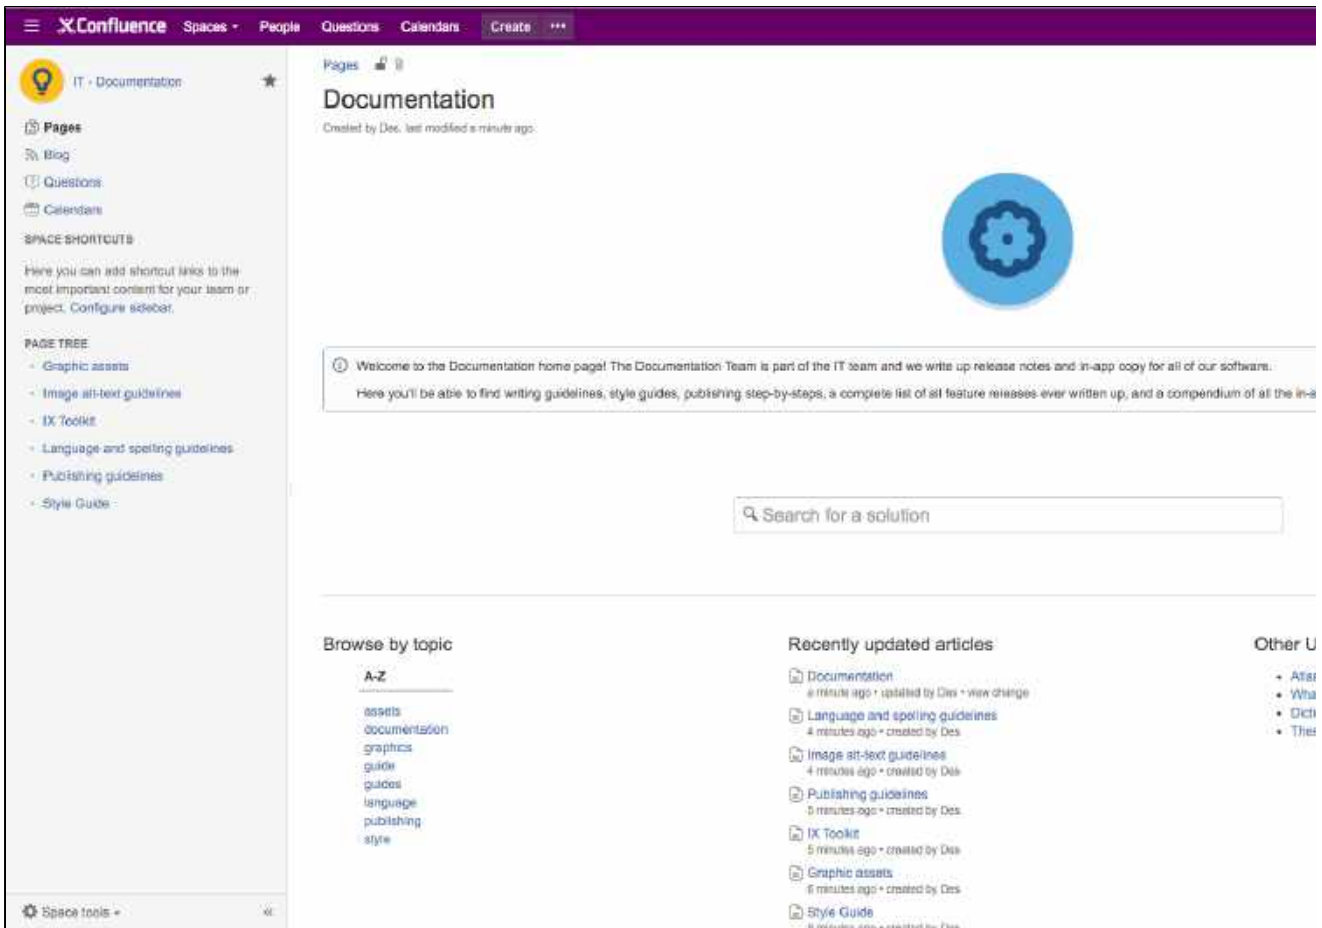 Confluence Spaces People Questions Calendars Create
IT - Documentation
Pages
Blog
Questions
Calendars
SPACE SHORTCUTS
Here you can add shortcut links to the
most important content for your team or
project. Configure sidebar.
PAGE TREE
Graphic assets
Image alt-text guidelines
IX Toolkit
Language and spelling guidelines
Publishing guidelines
Style Guide
Space tools
Pages
Documentation
Created by Des, last modified a minute ago
Welcome to the Documentation home page! The Documentation Team is part of the IT team and we write up release notes and in-app copy for all of our software.
Here you'll be able to find writing guidelines, style guides, publishing step-by-steps, a complete list of all feature releases ever written up, and a compendium of all the in-a
Search for a solution
Browse by topic
A-Z
assets
documentation
graphics
guide
guides
language
publishing
style
Recently updated articles
Documentation
a minute ago • updated by Des • view change
Language and spelling guidelines
4 minutes ago • created by Des
Image alt-text guidelines
4 minutes ago • created by Des
Publishing guidelines
5 minutes ago • created by Des
IX Toolkit
5 minutes ago • created by Des
Graphic assets
6 minutes ago • created by Des
Style Guide
minutes ago • created by Des
Other U
Atlas
Wha
Dicti
Thes